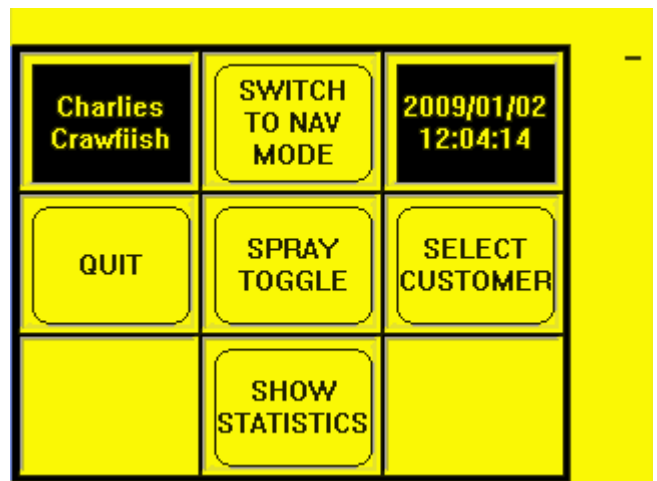 Charlies
Crawfiish
SWITCH
TO NAV
MODE
2009/01/02
12:04:14
QUIT
SPRAY
TOGGLE
SELECT
CUSTOMER
SHOW
STATISTICS